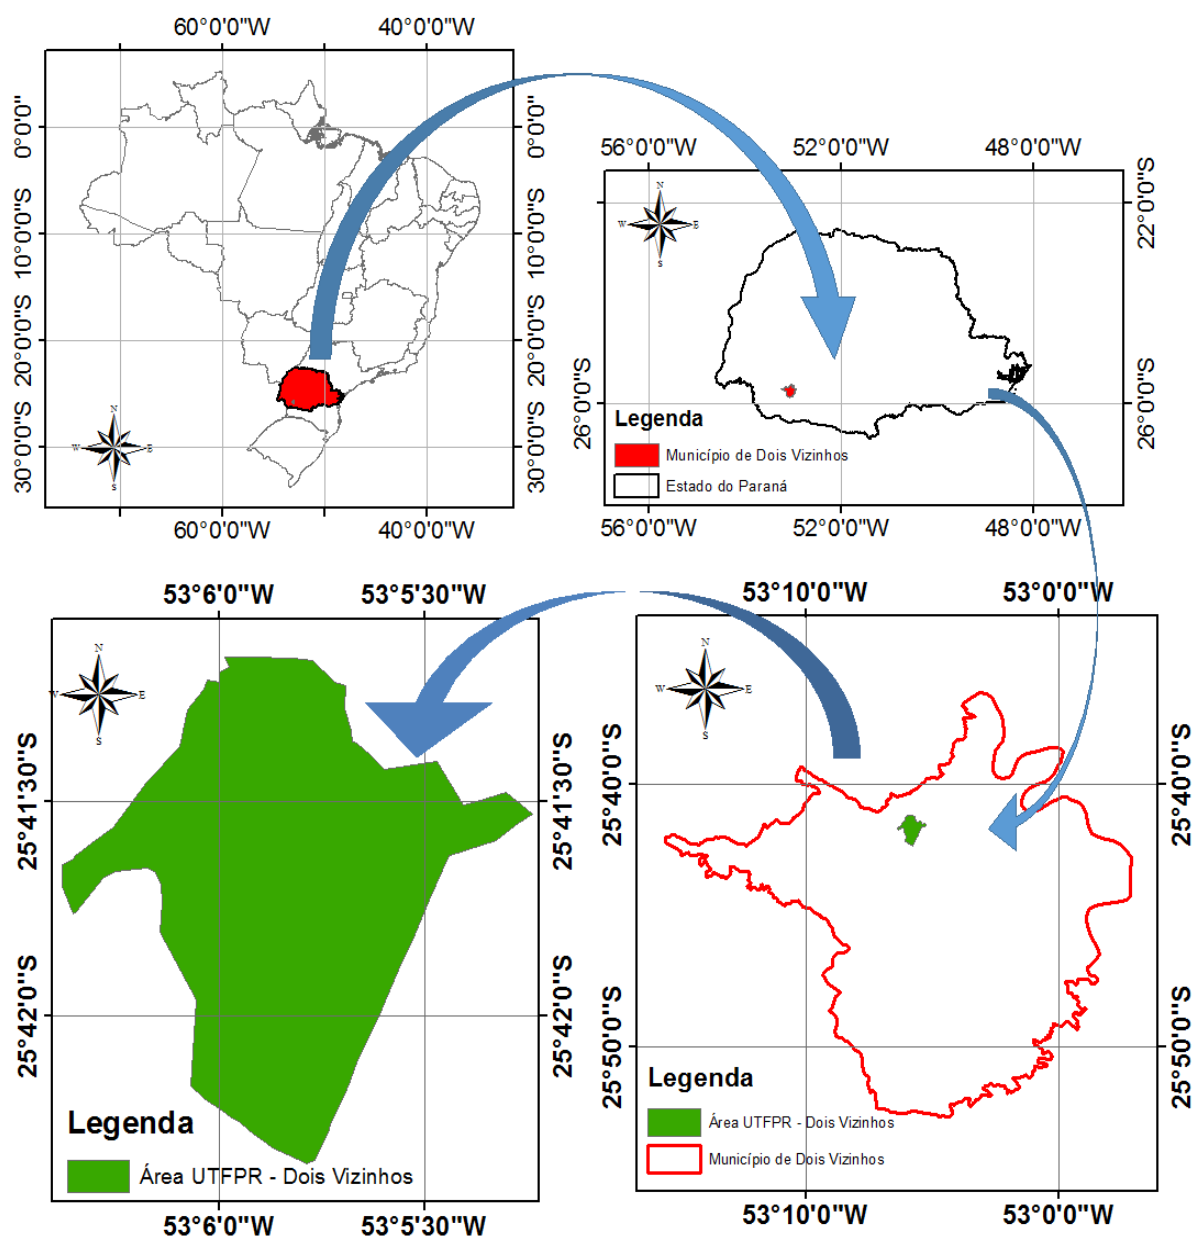 60°0'0"W 40°0'0"W
0°0'0"
10°0'0"S
20°0'0"S
30°0'0"S
0°0'0"
10°0'0"S
20°0'0"S
30°0'0"S
N
W E
S
60°0'0"W 40°0'0"W
56°0'0"W 52°0'0"W 48°0'0"W
22°0'0"S
26°0'0"S
26°0'0"S
N
W E
S
Legenda
Município de Dois Vizinhos
Estado do Paraná
56°0'0"W 52°0'0"W 48°0'0"W
53°6'0"W 53°5'30"W
N
W E
S
25°41'30"S
25°42'0"S
25°41'30"S
25°42'0"S
Legenda
Área UTFPR - Dois Vizinhos
53°6'0"W 53°5'30"W
53°10'0"W 53°0'0"W
N
W E
S
25°40'0"S
25°50'0"S
25°40'0"S
25°50'0"S
Legenda
Área UTFPR - Dois Vizinhos
Município de Dois Vizinhos
53°10'0"W 53°0'0"W